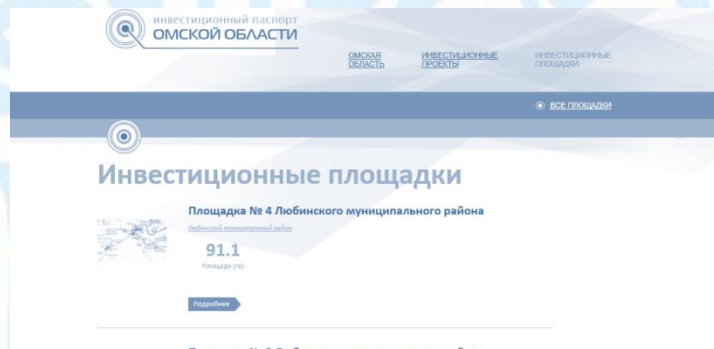 инвестиционный паспорт
ОМСКОЙ ОБЛАСТИ
ОМСКАЯ
ОБЛАСТЬ
ИНВЕСТИЦИОННЫЕ
ПРОЕКТЫ
ИНВЕСТИЦИОННЫЕ
ПЛОЩАДКИ
ВСЕ ПЛОЩАДКИ
Инвестиционные площадки
Площадка № 4 Любинского муниципального района
Любинский муниципальный район
91.1
Площадь (га)
Подробнее